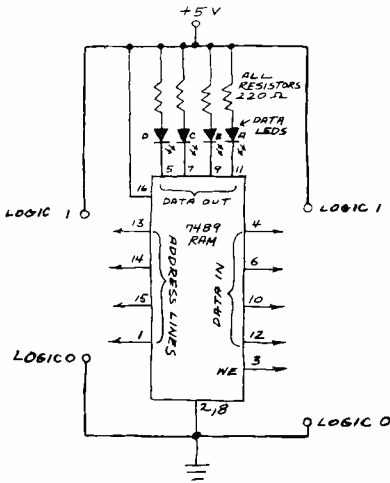 +5 V
ALL
RESISTORS
220 Ω
DATA
LEDS
D C B A
5 7 9 11
16
DATA OUT
LOGIC 1
LOGIC 1
7489
RAM
13
14
15
1
ADDRESS LINES
DATA IN
4
6
10
12
WE 3
LOGIC 0
2,8
LOGIC 0